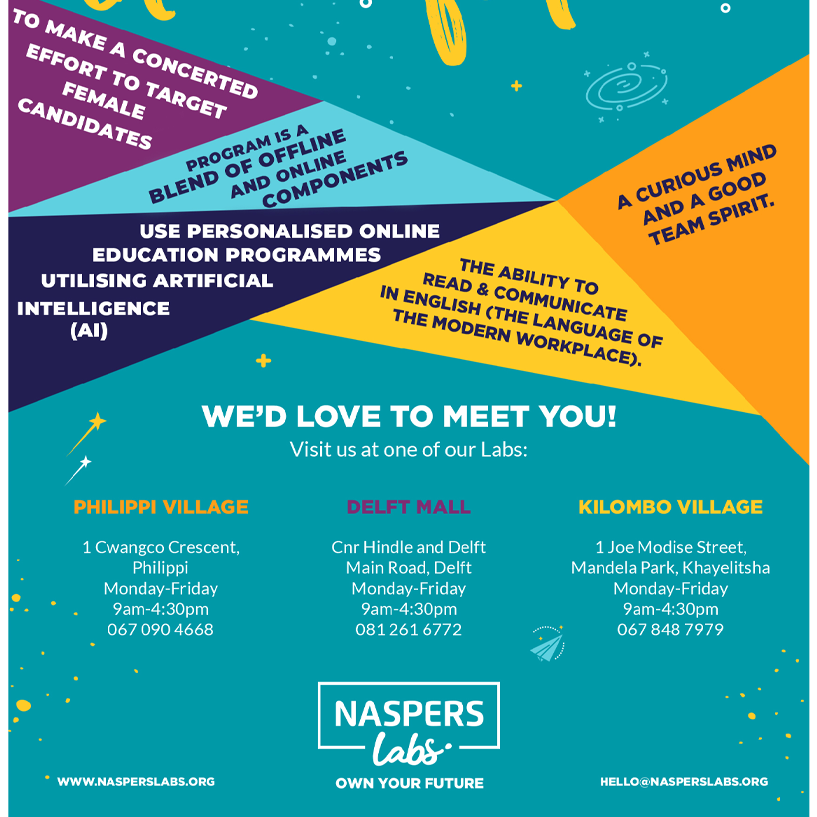 TO MAKE A CONCERTED
EFFORT TO TARGET
FEMALE
CANDIDATES
PROGRAM IS A
BLEND OF OFFLINE
AND ONLINE
COMPONENTS
USE PERSONALISED ONLINE
EDUCATION PROGRAMMES
UTILISING ARTIFICIAL
INTELLIGENCE
(AI)
A CURIOUS MIND
AND A GOOD
TEAM SPIRIT.
THE ABILITY TO
READ & COMMUNICATE
IN ENGLISH (THE LANGUAGE OF
THE MODERN WORKPLACE).
WE'D LOVE TO MEET YOU!
Visit us at one of our Labs:
PHILIPPI VILLAGE
1 Cwangco Crescent,
Philippi
Monday-Friday
9am-4:30pm
067 090 4668
DELFT MALL
Cnr Hindle and Delft
Main Road, Delft
Monday-Friday
9am-4:30pm
081 261 6772
KILOMBO VILLAGE
1 Joe Modise Street,
Mandela Park, Khayelitsha
Monday-Friday
9am-4:30pm
067 848 7979
NASPERS
labs
OWN YOUR FUTURE
WWW.NASPERSLABS.ORG
HELLO@NASPERSLABS.ORG